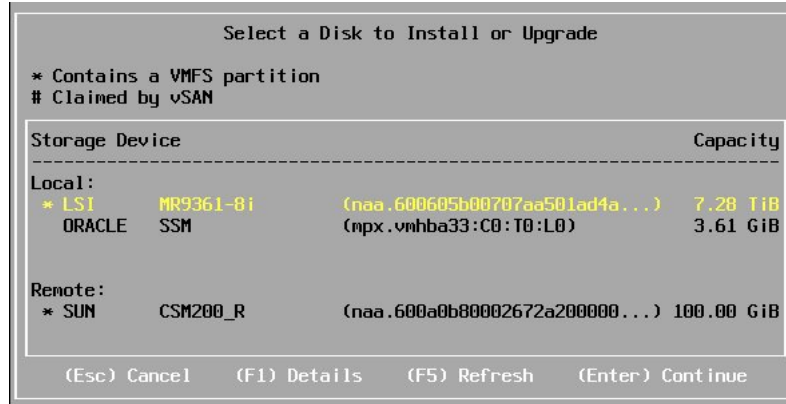 Select a Disk to Install or Upgrade
* Contains a VMFS partition
# Claimed by vSAN
Storage Device Capacity
--------------------------------------------------------------------------------
Local:
* LSI MR9361-8i (naa.600605b00707aa501ad4a...) 7.28 TiB
ORACLE SSM (mpx.vmhba33:C0:T0:L0) 3.61 GiB
Remote:
* SUN CSM200_R (naa.600a0b80002672a200000...) 100.00 GiB
(Esc) Cancel (F1) Details (F5) Refresh (Enter) Continue